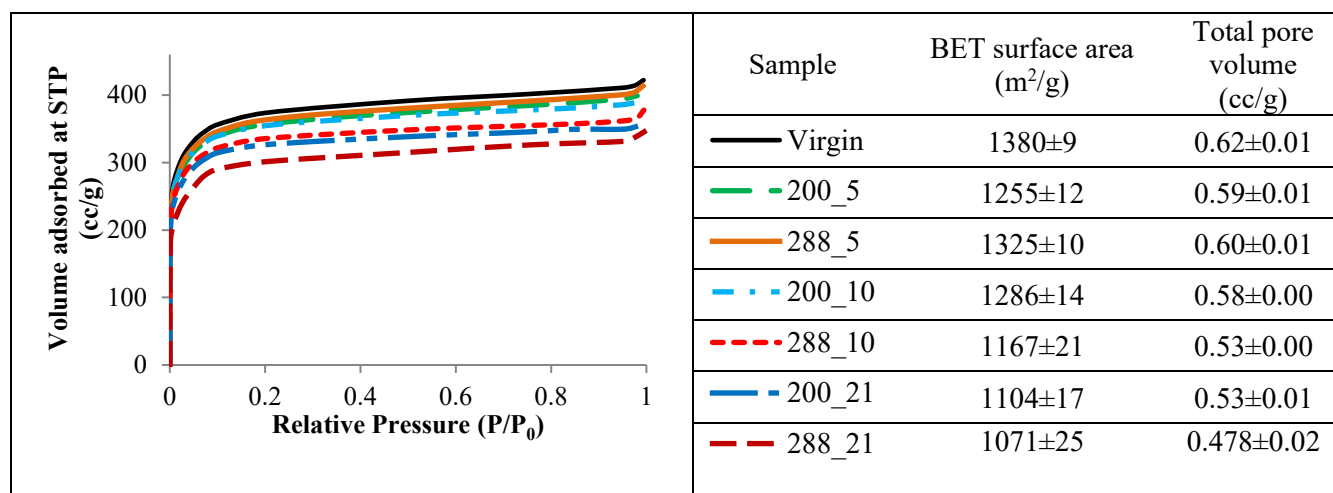 Volume adsorbed at STP
(cc/g)
400
300
200
100
0
0
0.2
0.4
0.6
0.8
1
Relative Pressure (P/P0)
Sample
BET surface area
(m2/g)
Total pore
volume
(cc/g)
Virgin 1380±9 0.62±0.01
200_5 1255±12 0.59±0.01
288_5 1325±10 0.60±0.01
200_10 1286±14 0.58±0.00
288_10 1167±21 0.53±0.00
200_21 1104±17 0.53±0.01
288_21 1071±25 0.478±0.02